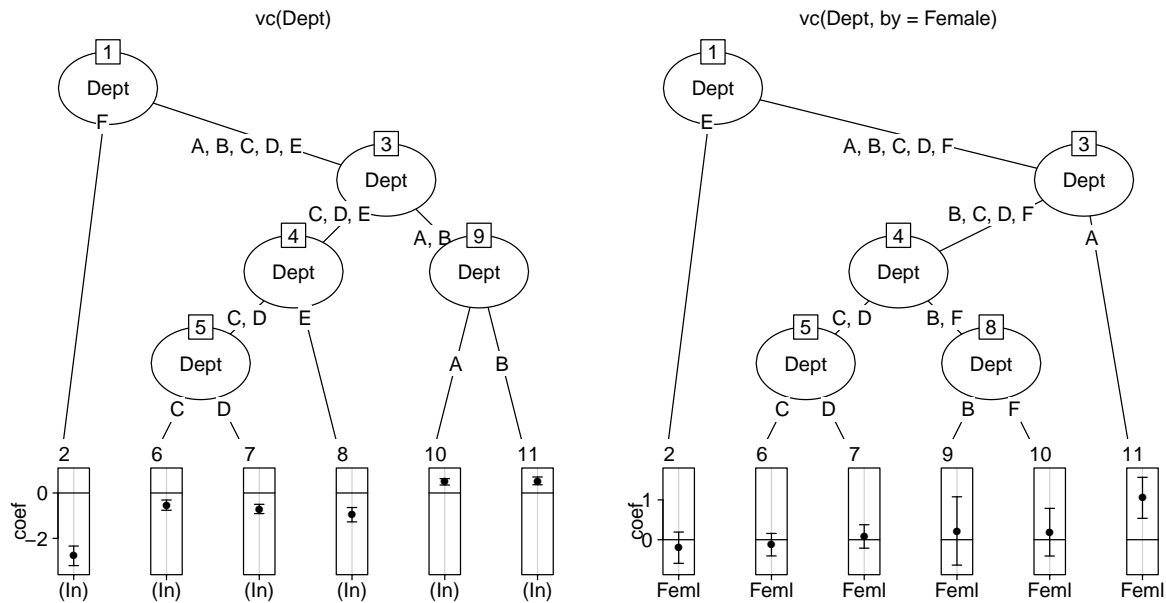 vc(Dept)
1
Dept
F
A, B, C, D, E
3
Dept
C, D, E
A, B
4
Dept
9
Dept
C, D
E
5
Dept
A
B
C
D
2
6
7
8
10
11
coef
0
−2
(In)
(In)
(In)
(In)
(In)
(In)
vc(Dept, by = Female)
1
Dept
E
A, B, C, D, F
3
Dept
B, C, D, F
A
4
Dept
C, D
B, F
5
Dept
8
Dept
C
D
B
F
2
6
7
9
10
11
coef
1
0
Feml
Feml
Feml
Feml
Feml
Feml